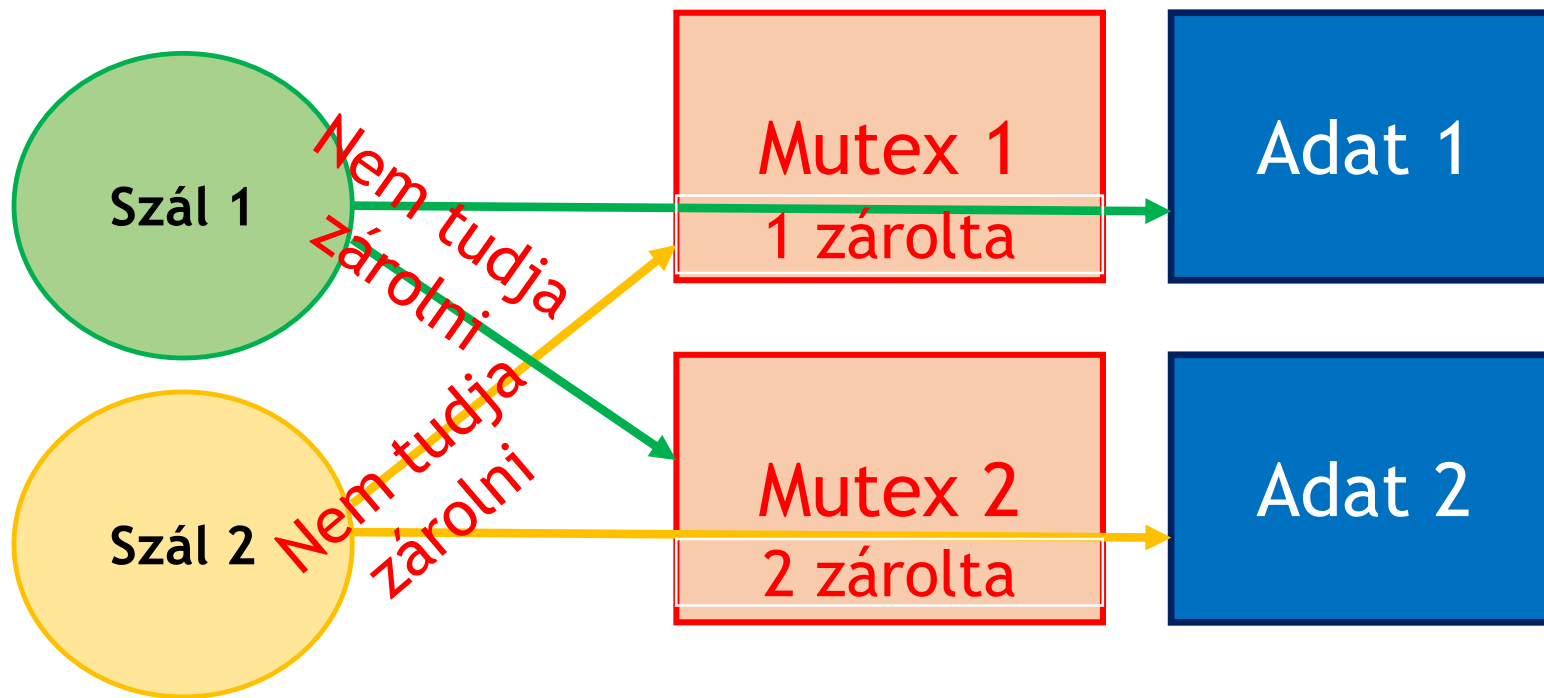 Szál 1
Nem tudja
zárolni
Mutex 1
1 zárolta
Adat 1
Szál 2
Nem tudja
zárolni
Mutex 2
2 zárolta
Adat 2